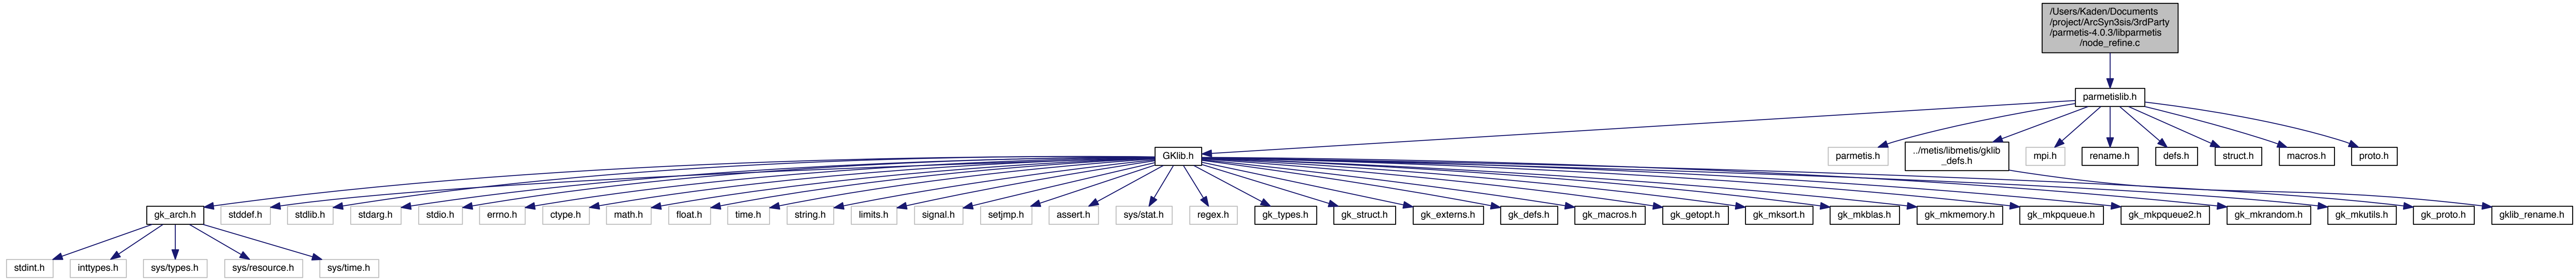 /Users/Kaden/Documents
/project/ArcSyn3sis/3rdParty
/parmetis-4.0.3/libparmetis
/node_refine.c
parmetislib.h
GKlib.h
parmetis.h
../metis/libmetis/gklib
_defs.h
mpi.h
rename.h
defs.h
struct.h
macros.h
proto.h
gk_arch.h
stddef.h
stdlib.h
stdarg.h
stdio.h
errno.h
ctype.h
math.h
float.h
time.h
string.h
limits.h
signal.h
setjmp.h
assert.h
sys/stat.h
regex.h
gk_types.h
gk_struct.h
gk_externs.h
gk_defs.h
gk_macros.h
gk_getopt.h
gk_mksort.h
gk_mkblas.h
gk_mkmemory.h
gk_mkpqueue.h
gk_mkpqueue2.h
gk_mkrandom.h
gk_mkutils.h
gk_proto.h
gklib_rename.h
stdint.h
inttypes.h
sys/types.h
sys/resource.h
sys/time.h